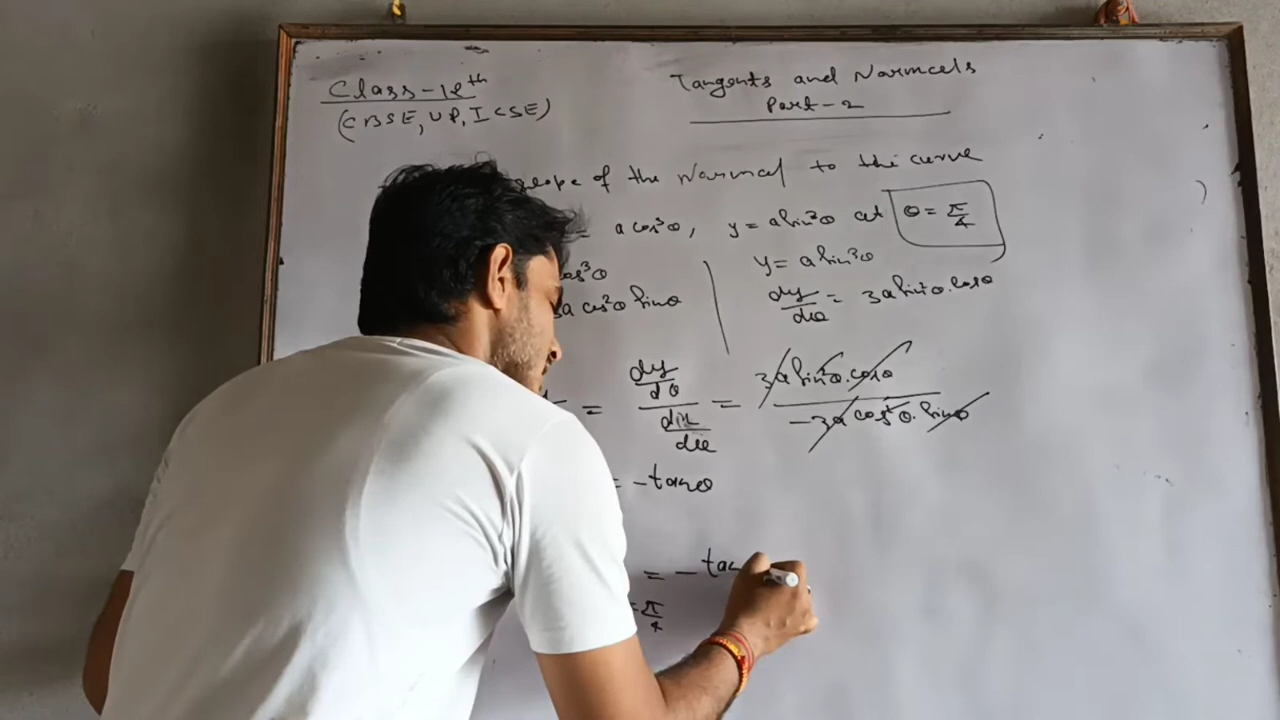 Class-12th
(CBSE, UP, ICSE)
Tangents and Normals
Part-2
slope of the Normal to the curve
= a cos³θ, y = a sin³θ at θ = π/4
cos³θ
3a cos²θ sinθ
y = a sin³θ
dy/dθ = 3a sin²θ.cosθ
= dy/dθ / dx/dθ = 3a sin²θ.cosθ / -3a cos²θ.sinθ
= -tanθ
= -tan
=π/4